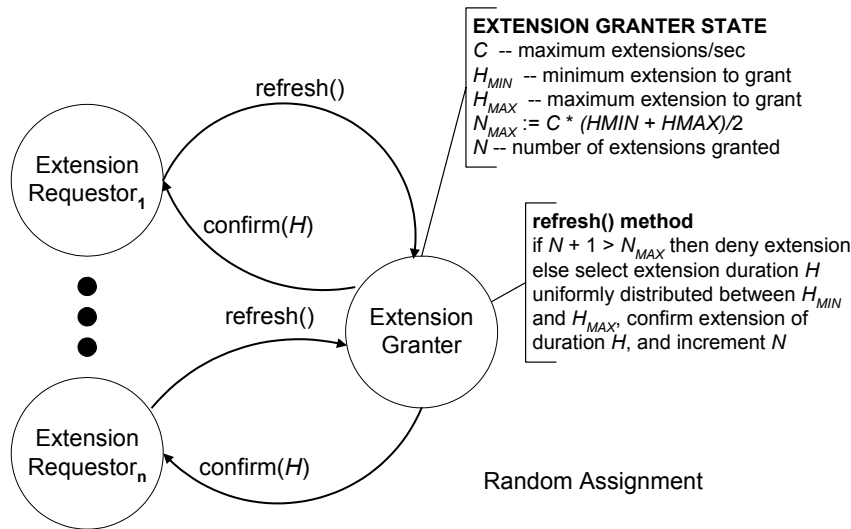 EXTENSION GRANTER STATE
C -- maximum extensions/sec
H_MIN -- minimum extension to grant
H_MAX -- maximum extension to grant
N_MAX := C * (HMIN + HMAX)/2
N -- number of extensions granted
refresh()
Extension
Requestor_1
confirm(H)
refresh() method
if N + 1 > N_MAX then deny extension
else select extension duration H
uniformly distributed between H_MIN
and H_MAX, confirm extension of
duration H, and increment N
refresh()
Extension
Granter
Extension
Requestor_n
confirm(H)
Random Assignment